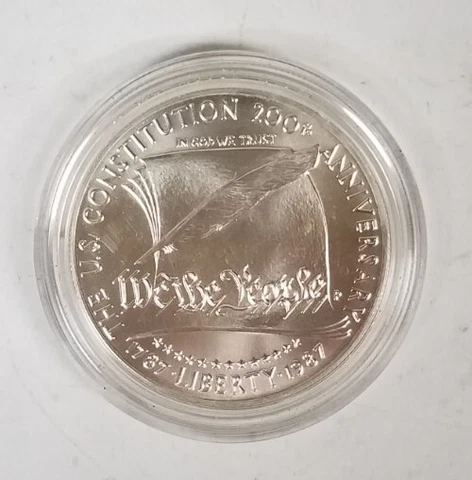 THE U.S. CONSTITUTION 200TH ANNIVERSARY
IN GOD WE TRUST
We the People
P
1787 · LIBERTY · 1987